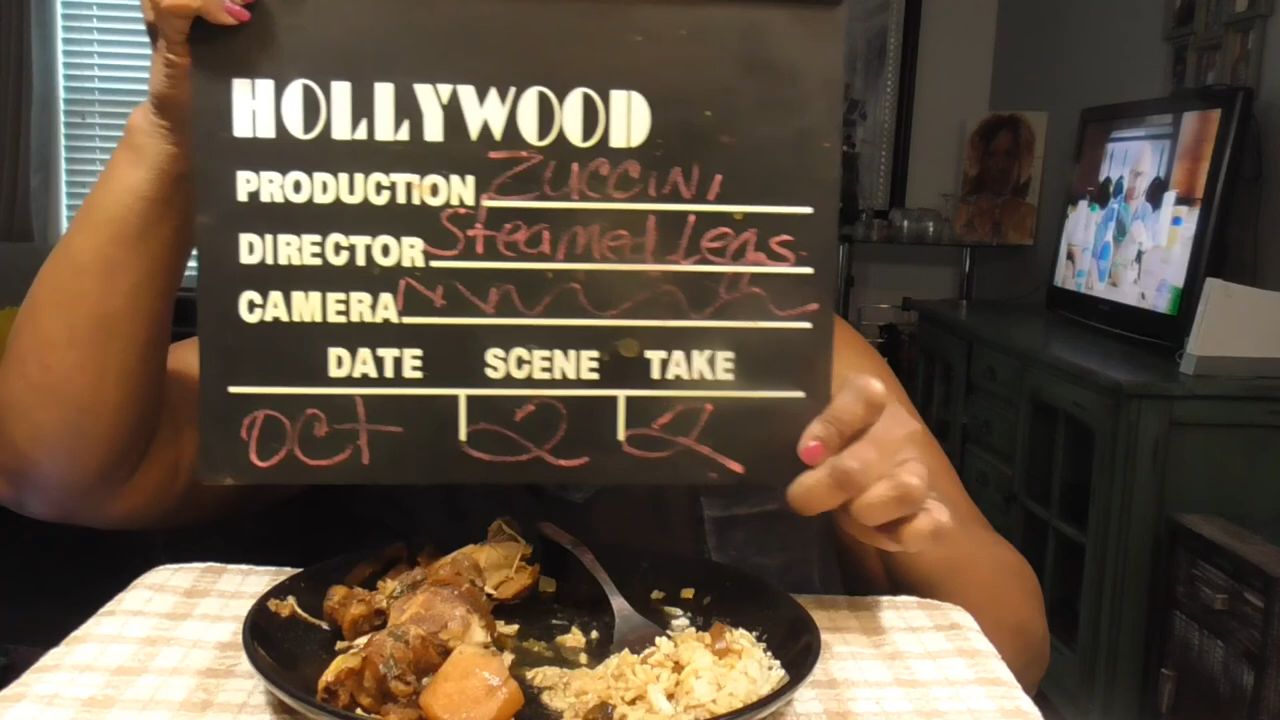 HOLLYWOOD
PRODUCTION Zuccini
DIRECTOR Steamed Legs
CAMERA
DATE SCENE TAKE
Oct 2 2